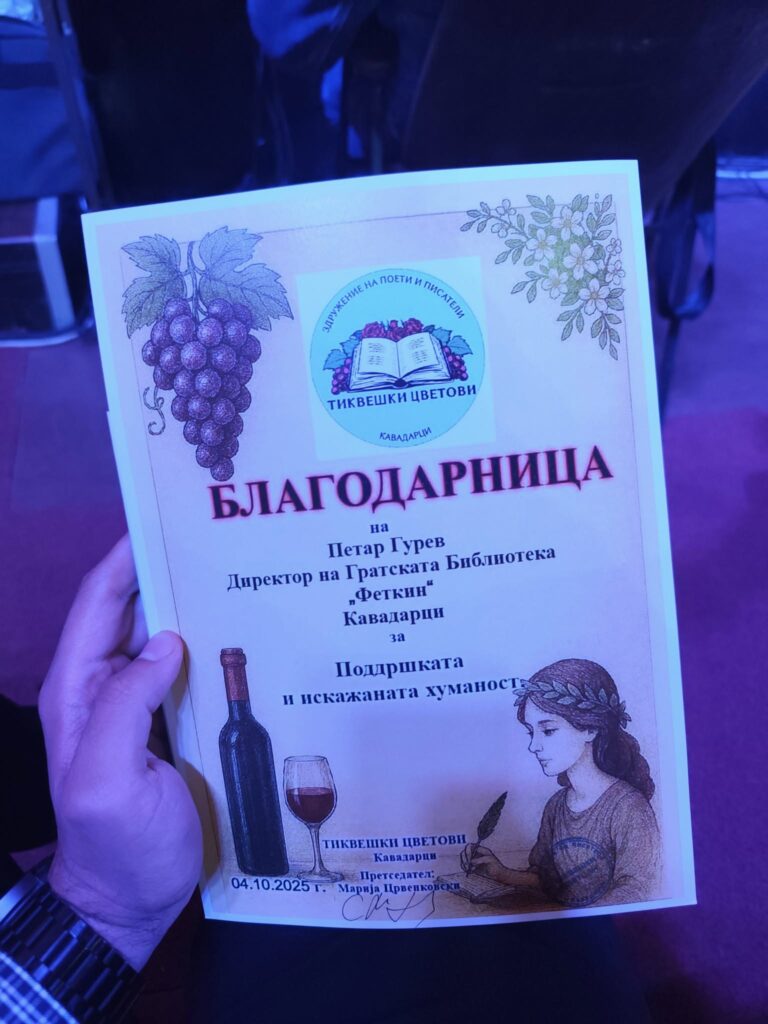 ЗДРУЖЕНИЕ НА ПОЕТИ И ПИСАТЕЛИ
ТИКВЕШКИ ЦВЕТОВИ
КАВАДАРЦИ
БЛАГОДАРНИЦА
на
Петар Гурев
Директор на Гратската Библиотека
„Феткин“
Кавадарци
за
Поддршката
и искажаната хуманост
ТИКВЕШКИ ЦВЕТОВИ
Кавадарци
Претседател:
04.10.2025 г. Марија Црвенковски